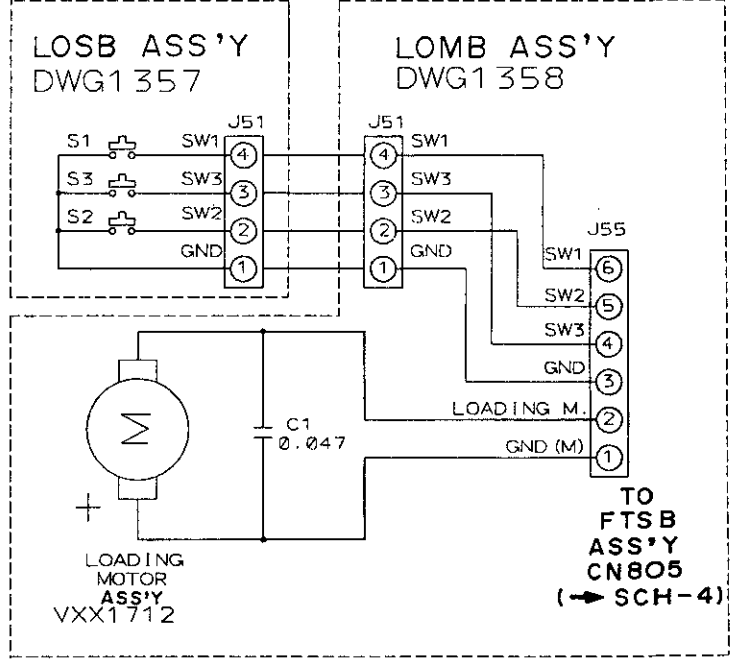 LOSB ASS'Y
DWG1357
LOMB ASS'Y
DWG1358
J51
J51
S1
SW1
4
4
SW1
S3
SW3
3
3
SW3
S2
SW2
2
2
SW2
GND
1
1
GND
J55
SW1
6
SW2
5
SW3
4
GND
3
LOADING M.
2
GND (M)
1
M
+
C1
0.047
LOADING
MOTOR
ASS'Y
VXX1712
TO
FTSB
ASS'Y
CN805
(→ SCH-4)